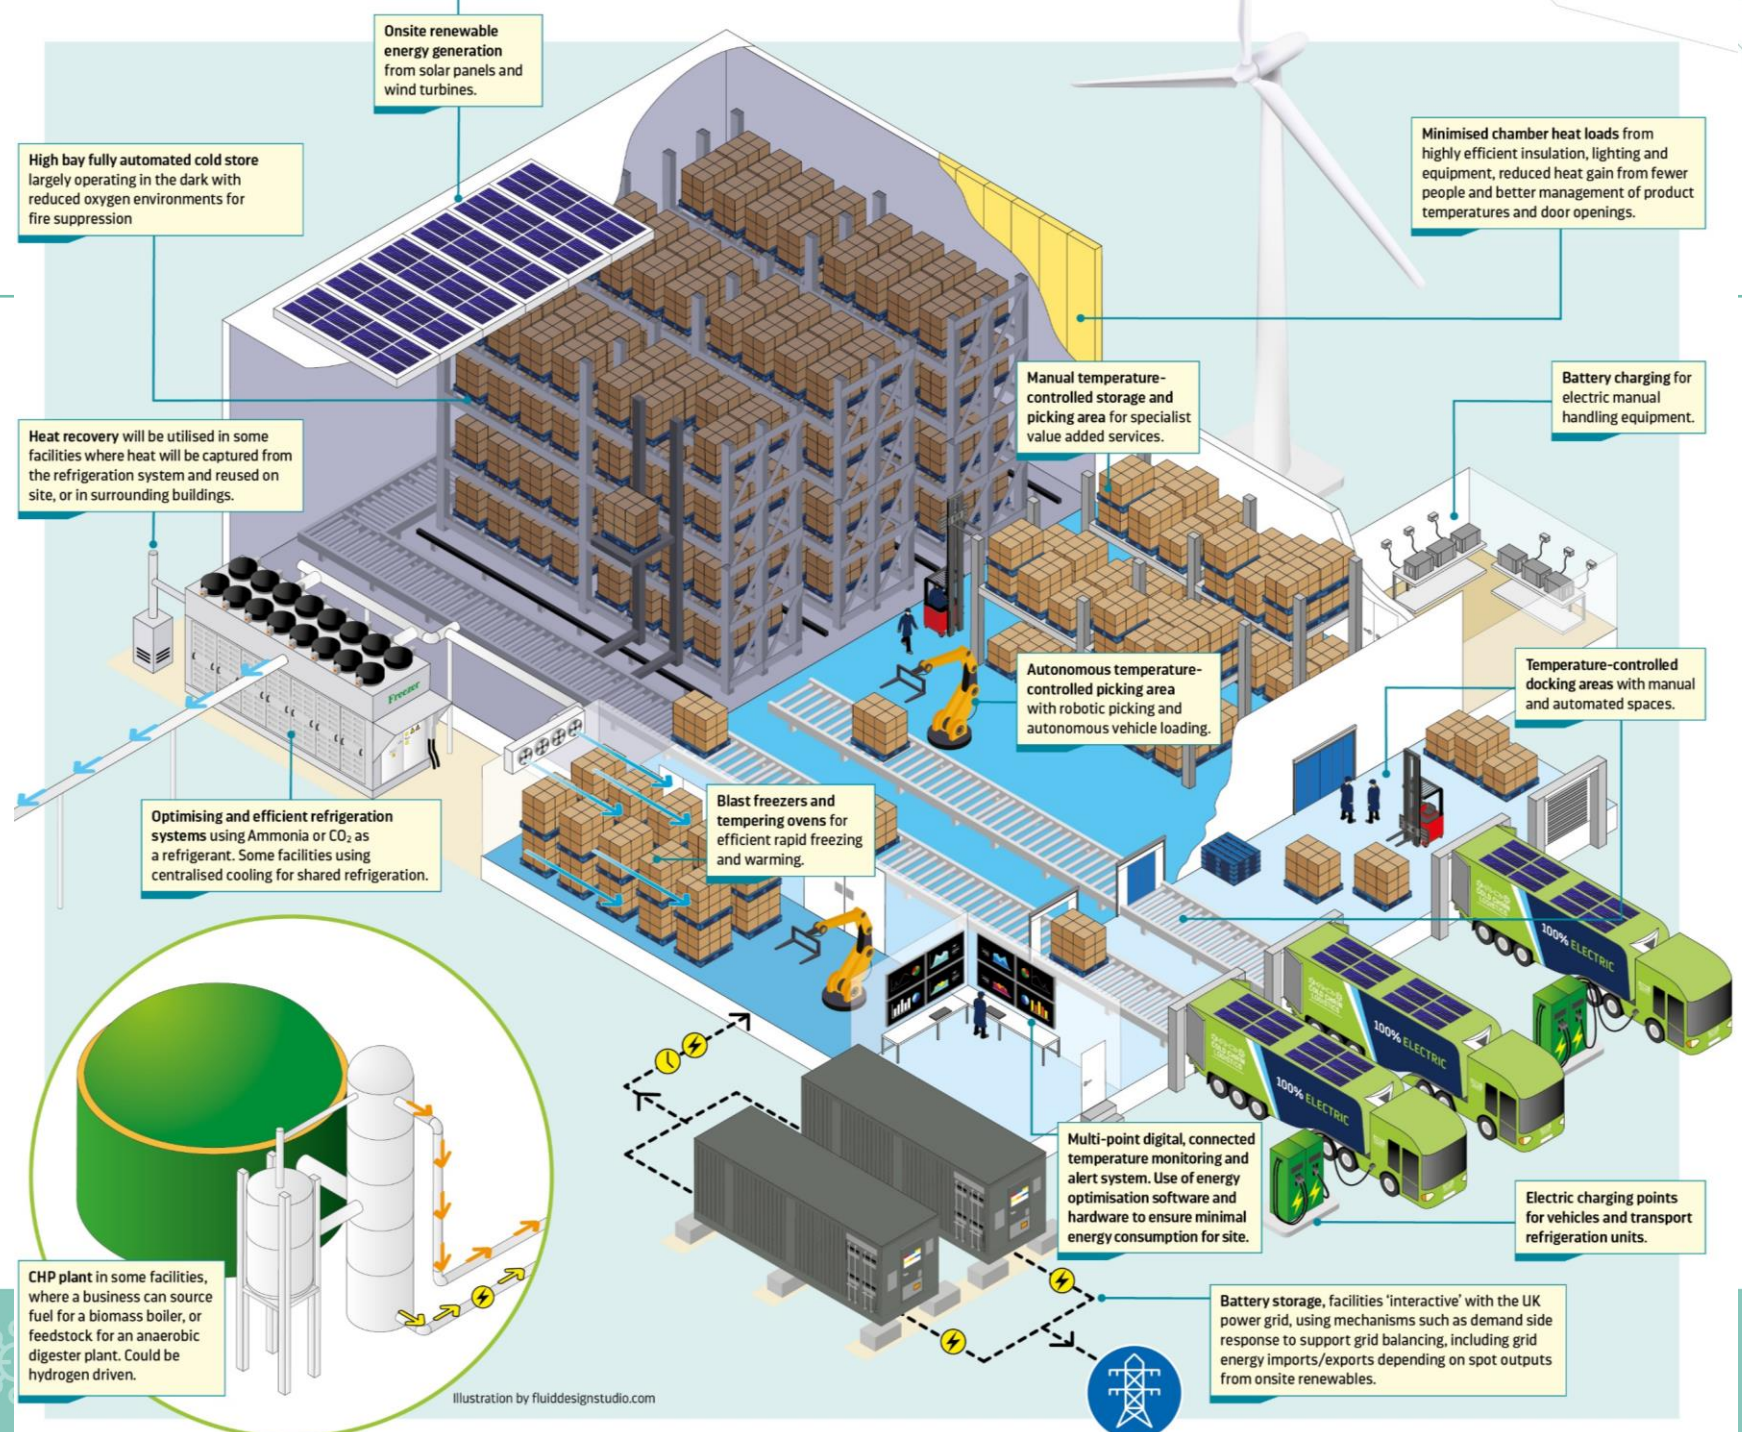 Onsite renewable
energy generation
from solar panels and
wind turbines.
High bay fully automated cold store
largely operating in the dark with
reduced oxygen environments for
fire suppression
Minimised chamber heat loads from
highly efficient insulation, lighting and
equipment, reduced heat gain from fewer
people and better management of product
temperatures and door openings.
Manual temperature-
controlled storage and
picking area for specialist
value added services.
Battery charging for
electric manual
handling equipment.
Heat recovery will be utilised in some
facilities where heat will be captured from
the refrigeration system and reused on
site, or in surrounding buildings.
Freezer
Autonomous temperature-
controlled picking area
with robotic picking and
autonomous vehicle loading.
Temperature-controlled
docking areas with manual
and automated spaces.
Optimising and efficient refrigeration
systems using Ammonia or CO₂ as
a refrigerant. Some facilities using
centralised cooling for shared refrigeration.
Blast freezers and
tempering ovens for
efficient rapid freezing
and warming.
COLD CHAIN
LOGISTICS
100% ELECTRIC
COLD CHAIN
LOGISTICS
100% ELECTRIC
COLD CHAIN
LOGISTICS
100% ELECTRIC
Multi-point digital, connected
temperature monitoring and
alert system. Use of energy
optimisation software and
hardware to ensure minimal
energy consumption for site.
Electric charging points
for vehicles and transport
refrigeration units.
CHP plant in some facilities,
where a business can source
fuel for a biomass boiler, or
feedstock for an anaerobic
digester plant. Could be
hydrogen driven.
Battery storage, facilities ‘interactive’ with the UK
power grid, using mechanisms such as demand side
response to support grid balancing, including grid
energy imports/exports depending on spot outputs
from onsite renewables.
Illustration by fluiddesignstudio.com